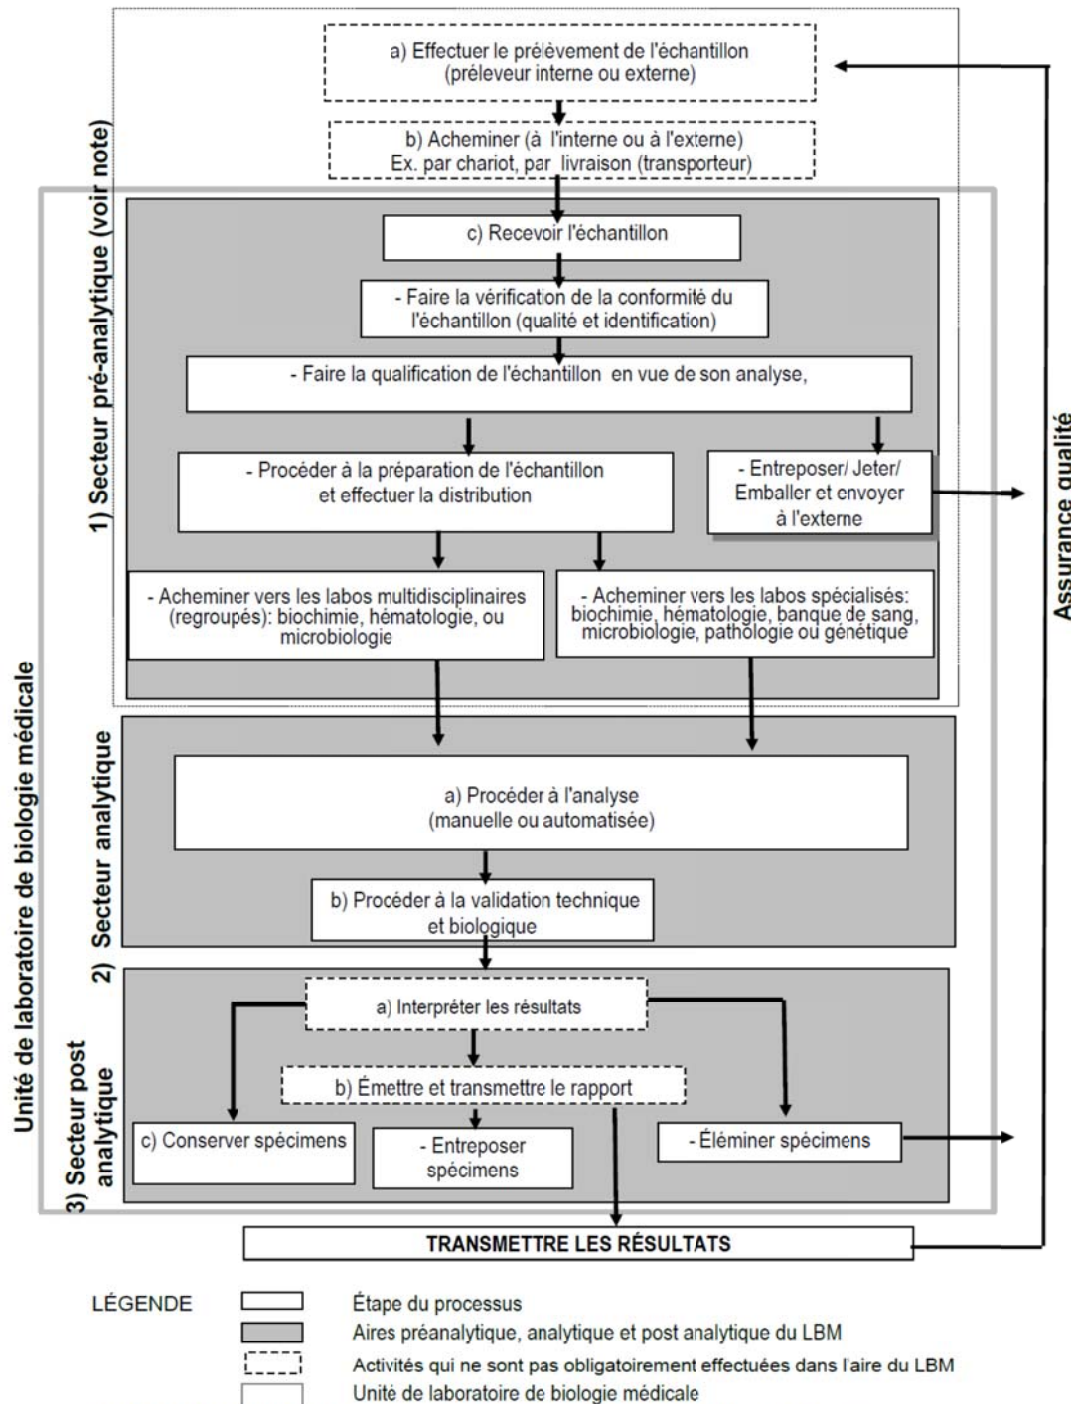 a) Effectuer le prélèvement de l'échantillon
(préleveur interne ou externe)
b) Acheminer (à l'interne ou à l'externe)
Ex. par chariot, par livraison (transporteur)
1) Secteur pré-analytique (voir note)
c) Recevoir l'échantillon
- Faire la vérification de la conformité du
l'échantillon (qualité et identification)
- Faire la qualification de l'échantillon en vue de son analyse,
- Procéder à la préparation de l'échantillon
et effectuer la distribution
- Entreposer/ Jeter/
Emballer et envoyer
à l'externe
- Acheminer vers les labos multidisciplinaires
(regroupés): biochimie, hématologie, ou
microbiologie
- Acheminer vers les labos spécialisés:
biochimie, hématologie, banque de sang,
microbiologie, pathologie ou génétique
Assurance qualité
Unité de laboratoire de biologie médicale
2) Secteur analytique
a) Procéder à l'analyse
(manuelle ou automatisée)
b) Procéder à la validation technique
et biologique
3) Secteur post
analytique
a) Interpréter les résultats
b) Émettre et transmettre le rapport
c) Conserver spécimens
- Entreposer
spécimens
- Éléminer spécimens
TRANSMETTRE LES RÉSULTATS
LÉGENDE
Étape du processus
Aires préanalytique, analytique et post analytique du LBM
Activités qui ne sont pas obligatoirement effectuées dans l'aire du LBM
Unité de laboratoire de biologie médicale